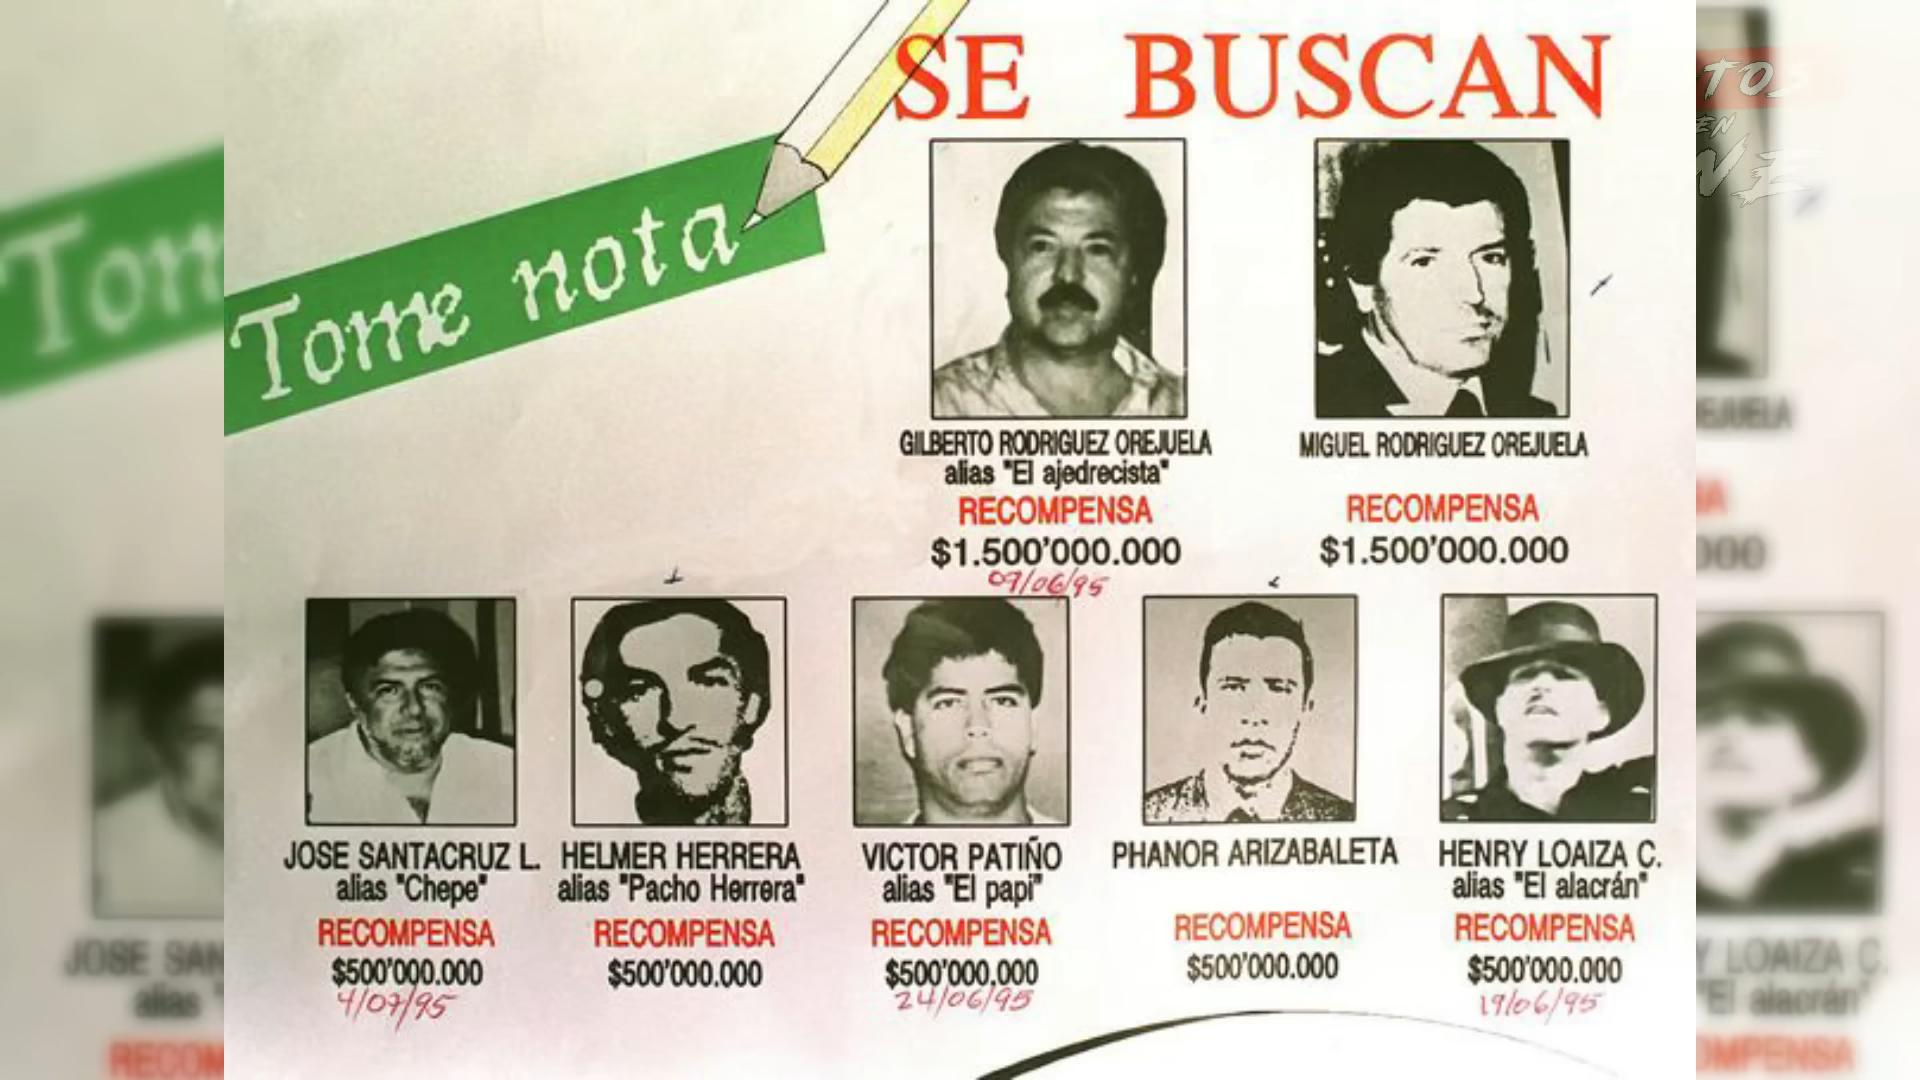 SE BUSCAN
Tome nota
GILBERTO RODRIGUEZ OREJUELA
alias "El ajedrecista"
RECOMPENSA
$1.500'000.000
09/06/95
MIGUEL RODRIGUEZ OREJUELA
RECOMPENSA
$1.500'000.000
JOSE SANTACRUZ L.
alias "Chepe"
RECOMPENSA
$500'000.000
4/07/95
HELMER HERRERA
alias "Pacho Herrera"
RECOMPENSA
$500'000.000
VICTOR PATIÑO
alias "El papi"
RECOMPENSA
$500'000.000
24/06/95
PHANOR ARIZABALETA
RECOMPENSA
$500'000.000
HENRY LOAIZA C.
alias "El alacrán"
RECOMPENSA
$500'000.000
19/06/95